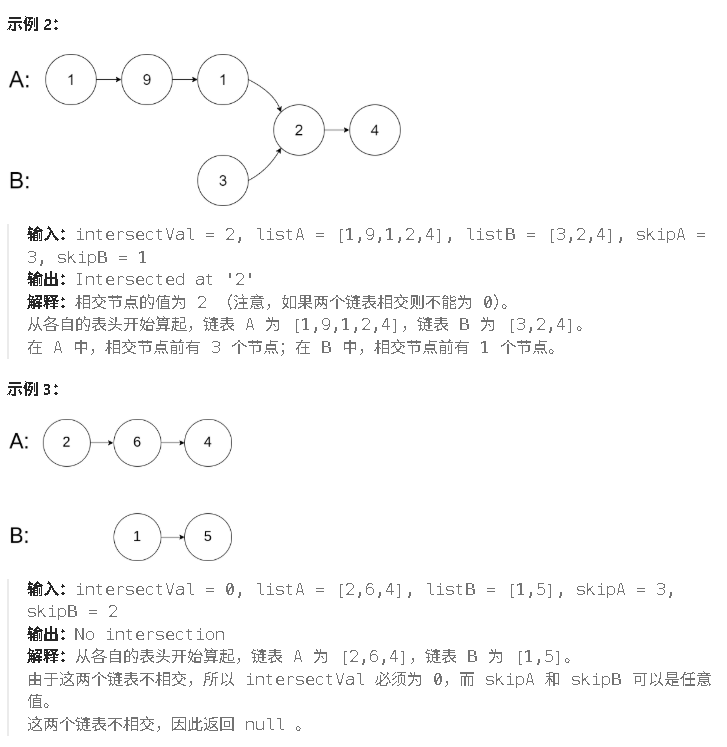 示例 2：
A: 1 9 1
2 4
B: 3
输入：intersectVal = 2, listA = [1,9,1,2,4], listB = [3,2,4], skipA =
3, skipB = 1
输出：Intersected at '2'
解释：相交节点的值为 2 （注意，如果两个链表相交则不能为 0）。
从各自的表头开始算起，链表 A 为 [1,9,1,2,4]，链表 B 为 [3,2,4]。
在 A 中，相交节点前有 3 个节点；在 B 中，相交节点前有 1 个节点。
示例 3：
A: 2 6 4
B: 1 5
输入：intersectVal = 0, listA = [2,6,4], listB = [1,5], skipA = 3,
skipB = 2
输出：No intersection
解释：从各自的表头开始算起，链表 A 为 [2,6,4]，链表 B 为 [1,5]。
由于这两个链表不相交，所以 intersectVal 必须为 0，而 skipA 和 skipB 可以是任意
值。
这两个链表不相交，因此返回 null 。